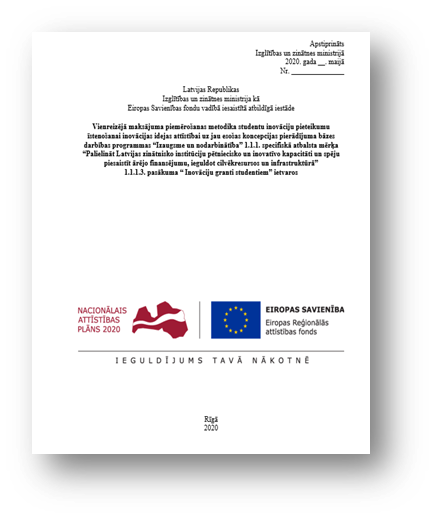 Apstiprināts
Izglītības un zinātnes ministrijā
2020. gada __. maijā
Nr. ________________
Latvijas Republikas
Izglītības un zinātnes ministrija kā
Eiropas Savienības fondu vadībā iesaistītā atbildīgā iestāde
Vienreizējā maksājuma piemērošanas metodika studentu inovāciju pieteikumu
īstenošanai inovācijas idejas attīstībai uz jau esošas koncepcijas pierādījuma bāzes
darbības programmas “Izaugsme un nodarbinātība” 1.1.1. specifiskā atbalsta mērķa
“Palielināt Latvijas zinātnisko institūciju pētniecisko un inovatīvo kapacitāti un spēju
piesaistīt ārējo finansējumu, ieguldot cilvēkresursos un infrastruktūrā”
1.1.1.3. pasākuma “ Inovāciju granti studentiem” ietvaros
NACIONĀLAIS
ATTĪSTĪBAS
PLĀNS 2020
EIROPAS SAVIENĪBA
Eiropas Reģionālās
attīstības fonds
IEGULDĪJUMS TAVĀ NĀKOTNĒ
Rīgā
2020